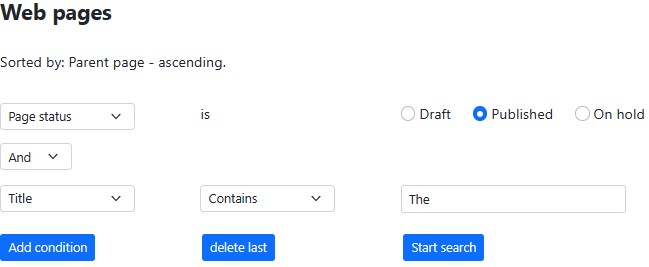 Web pages
Sorted by: Parent page - ascending.
Page status is Draft Published On hold
And
Title Contains The
Add condition delete last Start search